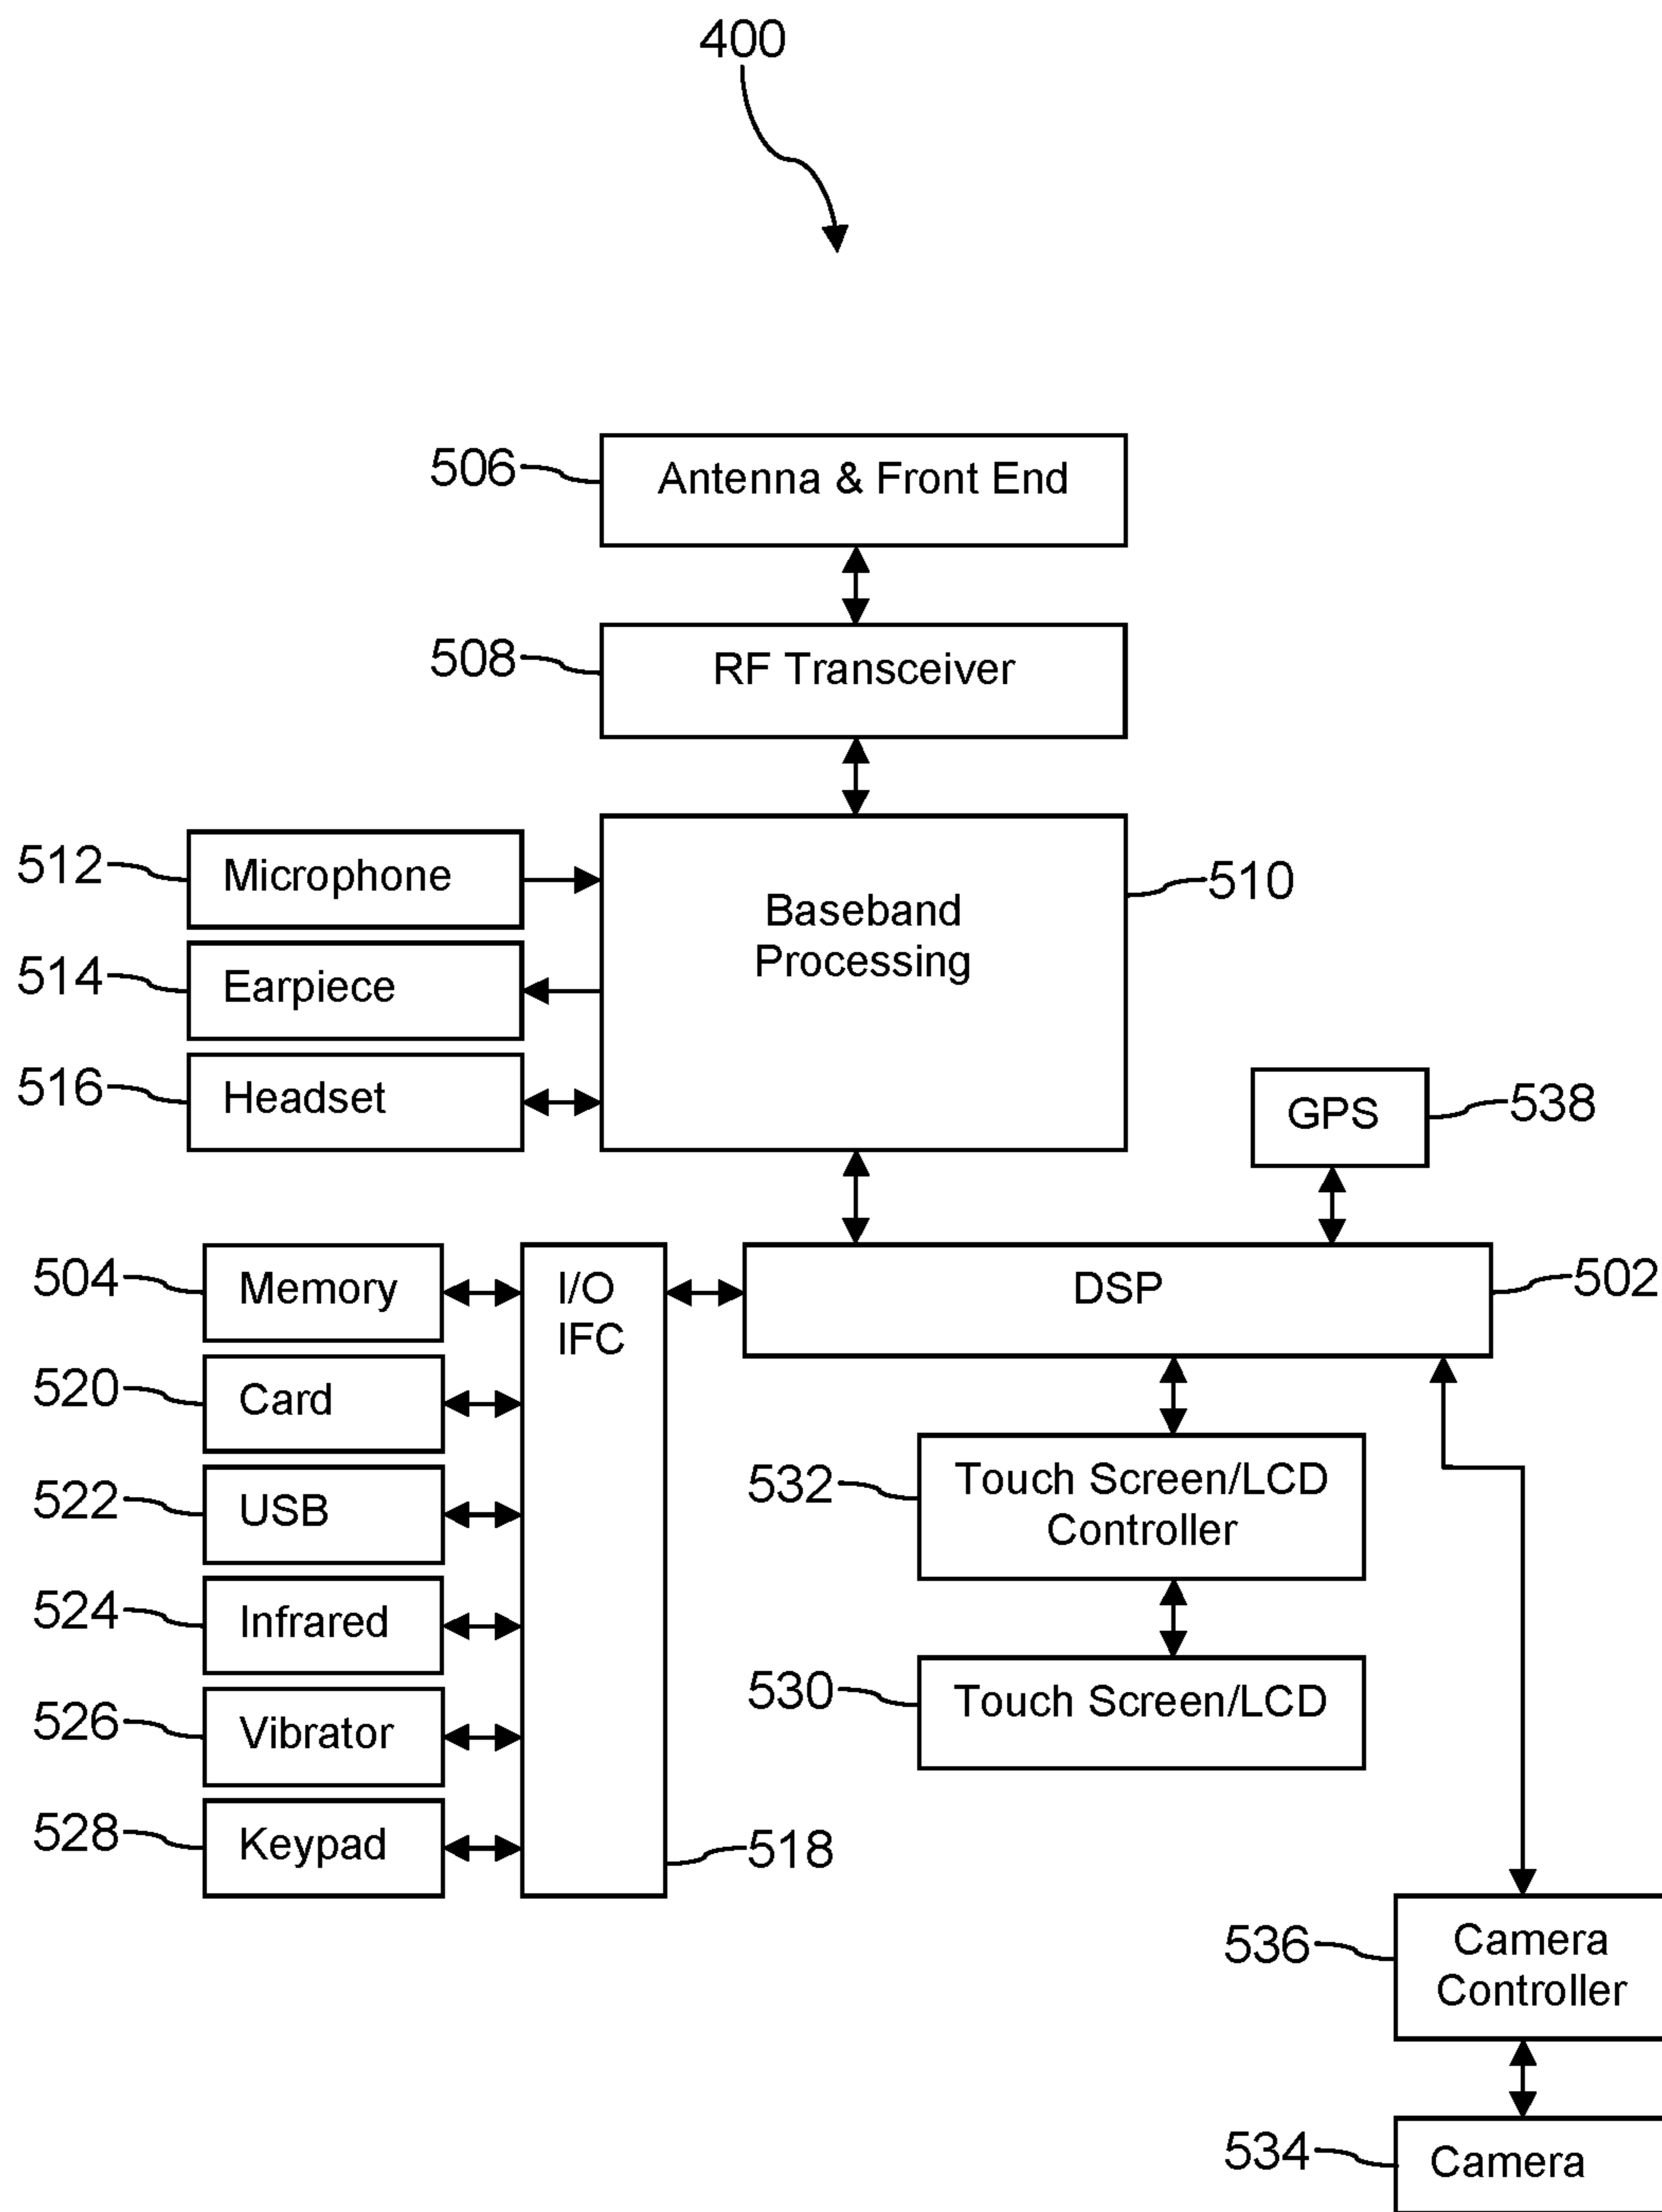 400
506
Antenna & Front End
508
RF Transceiver
512
Microphone
Baseband
Processing
510
514
Earpiece
516
Headset
GPS
538
504
Memory
I/O
IFC
DSP
502
520
Card
532
Touch Screen/LCD
Controller
522
USB
524
Infrared
530
Touch Screen/LCD
526
Vibrator
528
Keypad
518
536
Camera
Controller
534
Camera